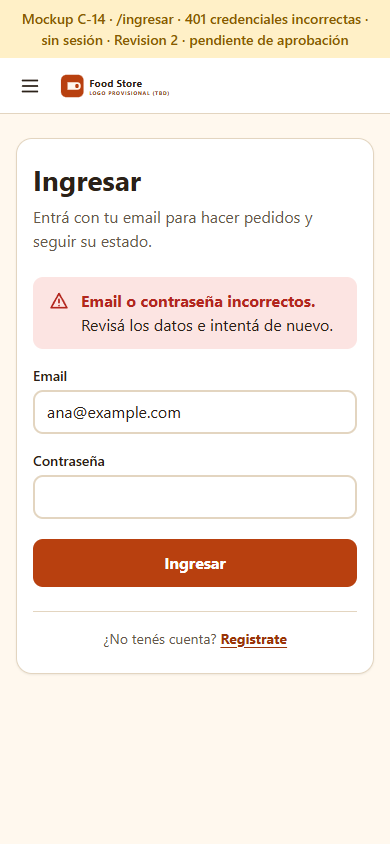 Mockup C-14 · /ingresar · 401 credenciales incorrectas ·
sin sesión · Revision 2 · pendiente de aprobación
Food Store
LOGO PROVISIONAL (TBD)
Ingresar
Entrá con tu email para hacer pedidos y
seguir su estado.
Email o contraseña incorrectos.
Revisá los datos e intentá de nuevo.
Email
ana@example.com
Contraseña
Ingresar
¿No tenés cuenta? Registrate